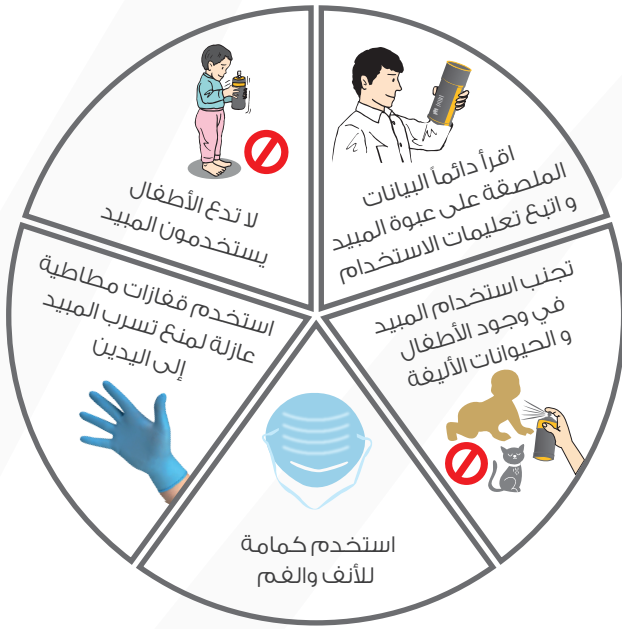 اقرأ دائماً البيانات
الملصقة على عبوة المبيد
و اتبع تعليمات الاستخدام
تجنب استخدام المبيد
في وجود الأطفال
و الحيوانات الأليفة
استخدم كمامة
للأنف والفم
استخدم قفازات مطاطية
عازلة لمنع تسرب المبيد
إلى اليدين
لا تدع الأطفال
يستخدمون المبيد